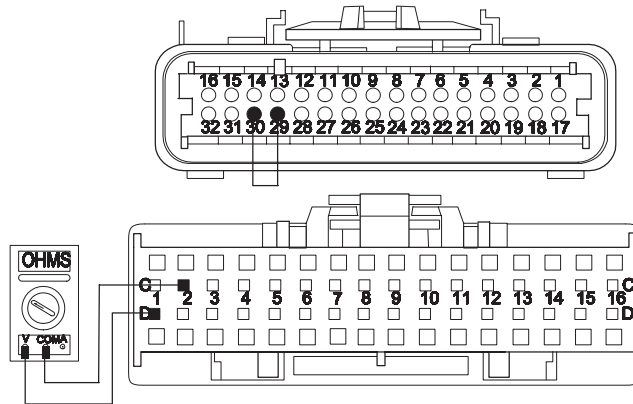 16 15 14 13 12 11 10 9 8 7 6 5 4 3 2 1
32 31 30 29 28 27 26 25 24 23 22 21 20 19 18 17
OHMS
V COMA
C C
1 2 3 4 5 6 7 8 9 10 11 12 13 14 15 16
D D